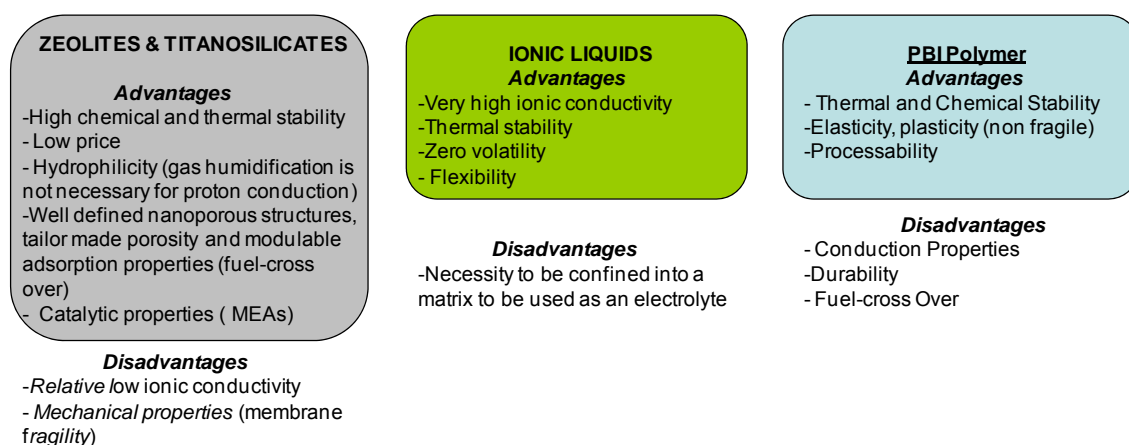 ZEOLITES & TITANOSILICATES
Advantages
-High chemical and thermal stability
- Low price
- Hydrophilicity (gas humidification is
not necessary for proton conduction)
-Well defined nanoporous structures,
tailor made porosity and modulable
adsorption properties (fuel-cross
over)
- Catalytic properties ( MEAs)
Disadvantages
-Relative low ionic conductivity
- Mechanical properties (membrane
fragility)
IONIC LIQUIDS
Advantages
-Very high ionic conductivity
-Thermal stability
-Zero volatility
- Flexibility
Disadvantages
-Necessity to be confined into a
matrix to be used as an electrolyte
PBI Polymer
Advantages
- Thermal and Chemical Stability
-Elasticity, plasticity (non fragile)
-Processability
Disadvantages
- Conduction Properties
-Durability
- Fuel-cross Over